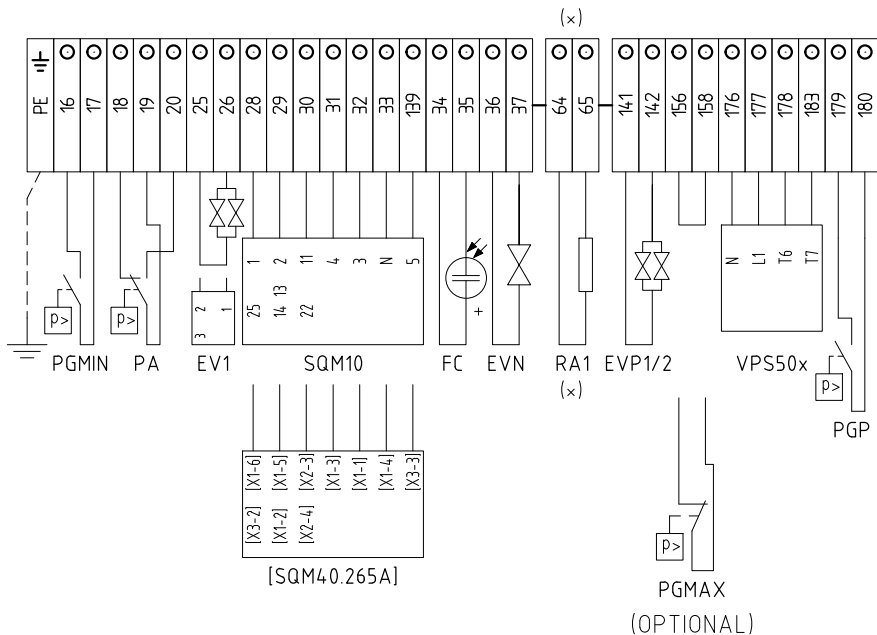 (x)
PE 16 17 18 19 20 25 26 28 29 30 31 32 33 139 34 35 36 37 64 65 141 142 156 158 176 177 178 183 179 180
1 2 11 4 3 N 5
25 14 13 22
N L1 T6 T7
2 1
3
+
p>
p>
PGMIN PA EV1 SQM10 FC EVN RA1 EVP1/2 VPS50x
(x)
p>
PGP
[X1-6] [X1-5] [X2-3] [X1-3] [X1-1] [X1-4] [X3-3]
[X3-2] [X1-2] [X2-4]
[SQM40.265A]
p>
PGMAX
(OPTIONAL)